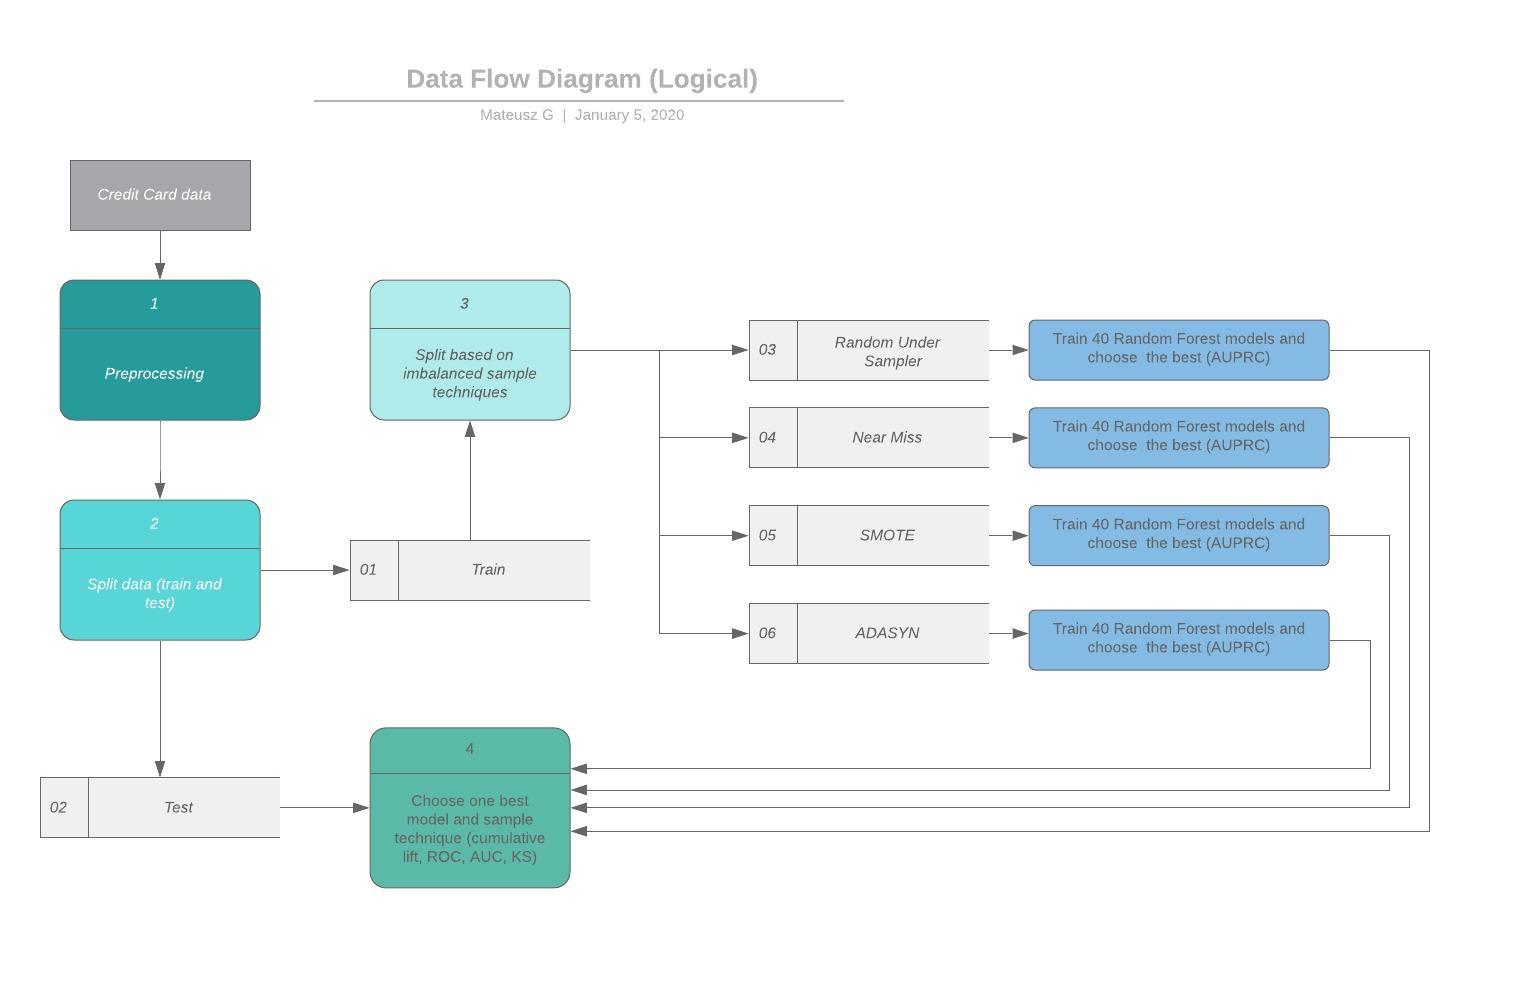 Data Flow Diagram (Logical)
Mateusz G | January 5, 2020
Credit Card data
1
Preprocessing
2
Split data (train and
test)
01
Train
02
Test
3
Split based on
imbalanced sample
techniques
03
Random Under
Sampler
Train 40 Random Forest models and
choose the best (AUPRC)
04
Near Miss
Train 40 Random Forest models and
choose the best (AUPRC)
05
SMOTE
Train 40 Random Forest models and
choose the best (AUPRC)
06
ADASYN
Train 40 Random Forest models and
choose the best (AUPRC)
4
Choose one best
model and sample
technique (cumulative
lift, ROC, AUC, KS)